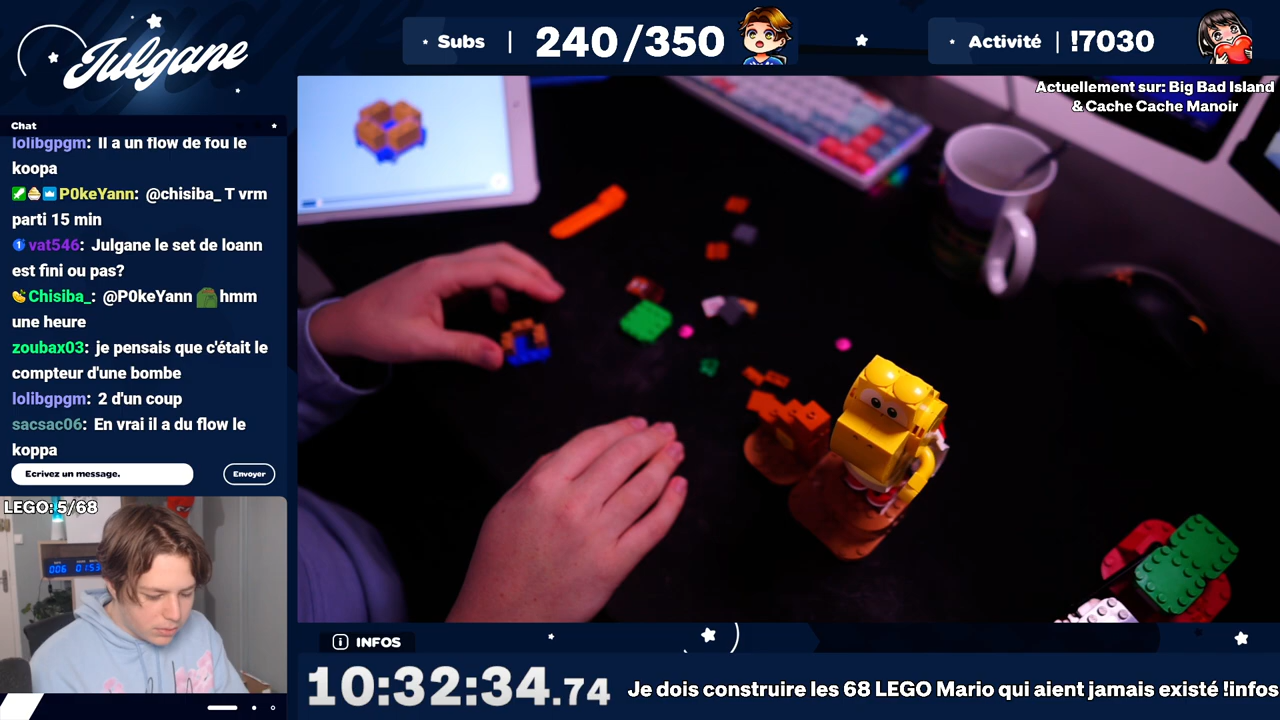 Julgane
Subs | 240/350
Activité | !7030
Actuellement sur: Big Bad Island
& Cache Cache Manoir
Chat
lolibgpgm: Il a un flow de fou le
koopa
P0keYann: @chisiba_ T vrm
parti 15 min
vat546: Julgane le set de loann
est fini ou pas?
Chisiba_: @P0keYann hmm
une heure
zoubax03: je pensais que c'était le
compteur d'une bombe
lolibgpgm: 2 d'un coup
sacsac06: En vrai il a du flow le
koppa
Ecrivez un message.
Envoyer
LEGO: 5/68
006 01:53
INFOS
10:32:34.74
Je dois construire les 68 LEGO Mario qui aient jamais existé !infos